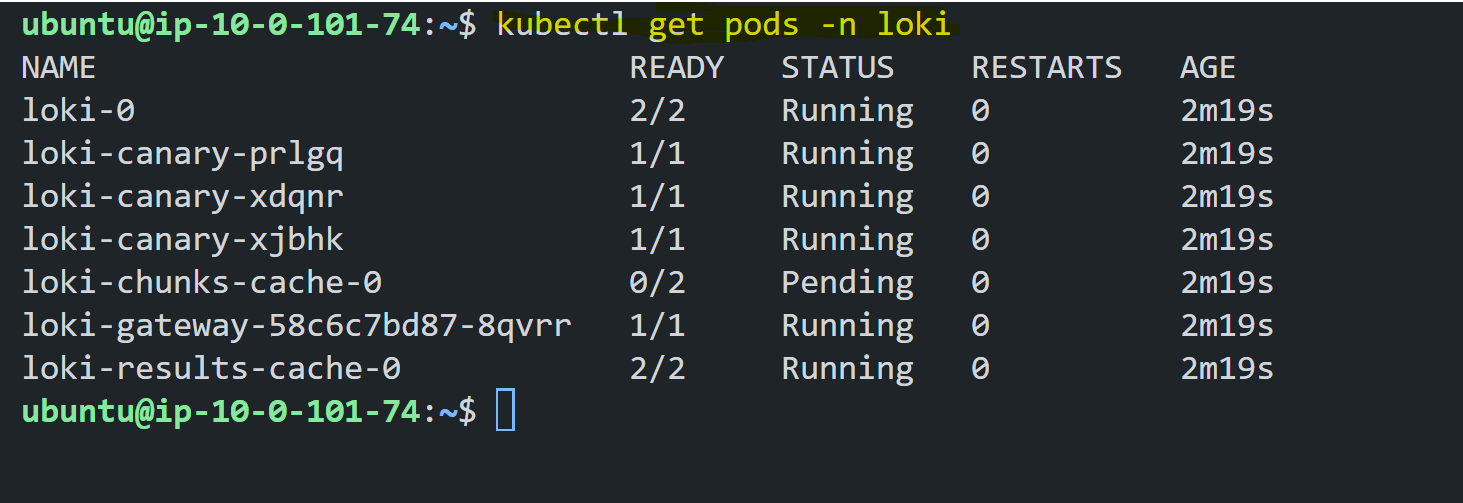 ubuntu@ip-10-0-101-74:~$ kubectl get pods -n loki
NAME READY STATUS RESTARTS AGE
loki-0 2/2 Running 0 2m19s
loki-canary-prlgq 1/1 Running 0 2m19s
loki-canary-xdqnr 1/1 Running 0 2m19s
loki-canary-xjbhk 1/1 Running 0 2m19s
loki-chunks-cache-0 0/2 Pending 0 2m19s
loki-gateway-58c6c7bd87-8qvrr 1/1 Running 0 2m19s
loki-results-cache-0 2/2 Running 0 2m19s
ubuntu@ip-10-0-101-74:~$